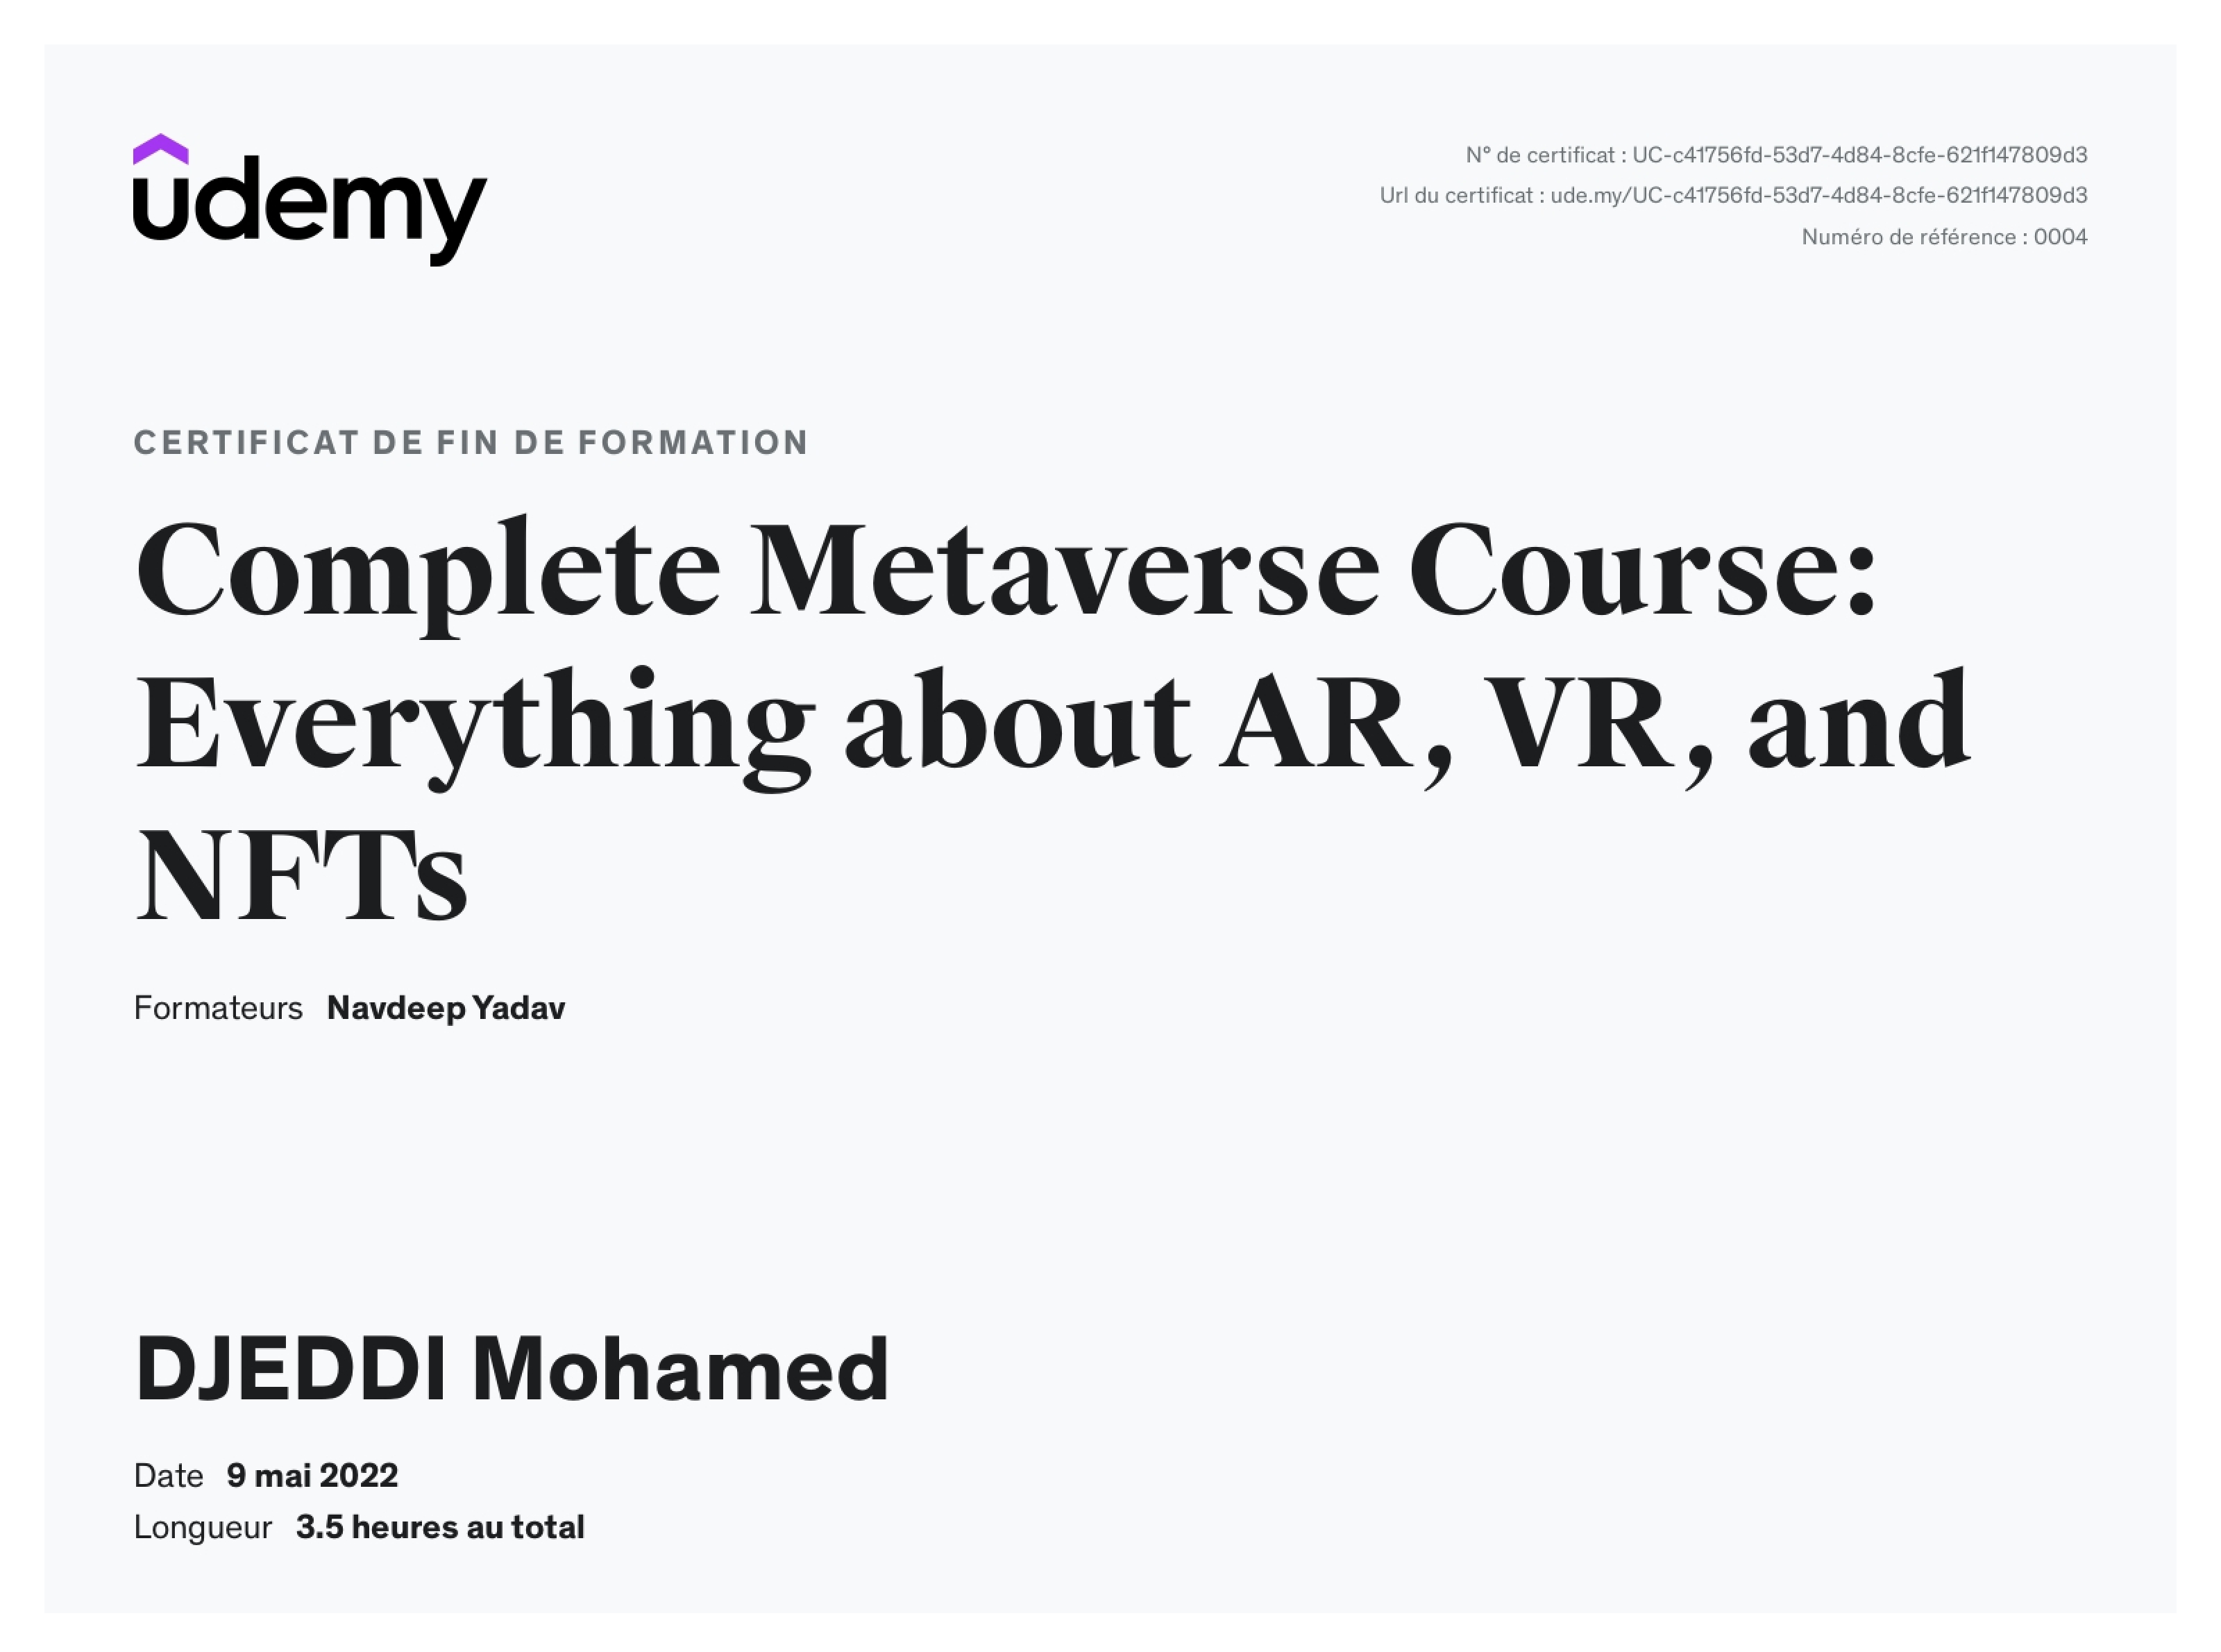 udemy
N° de certificat : UC-c41756fd-53d7-4d84-8cfe-621f147809d3
Url du certificat : ude.my/UC-c41756fd-53d7-4d84-8cfe-621f147809d3
Numéro de référence : 0004
CERTIFICAT DE FIN DE FORMATION
Complete Metaverse Course:
Everything about AR, VR, and
NFTs
Formateurs Navdeep Yadav
DJEDDI Mohamed
Date 9 mai 2022
Longueur 3.5 heures au total